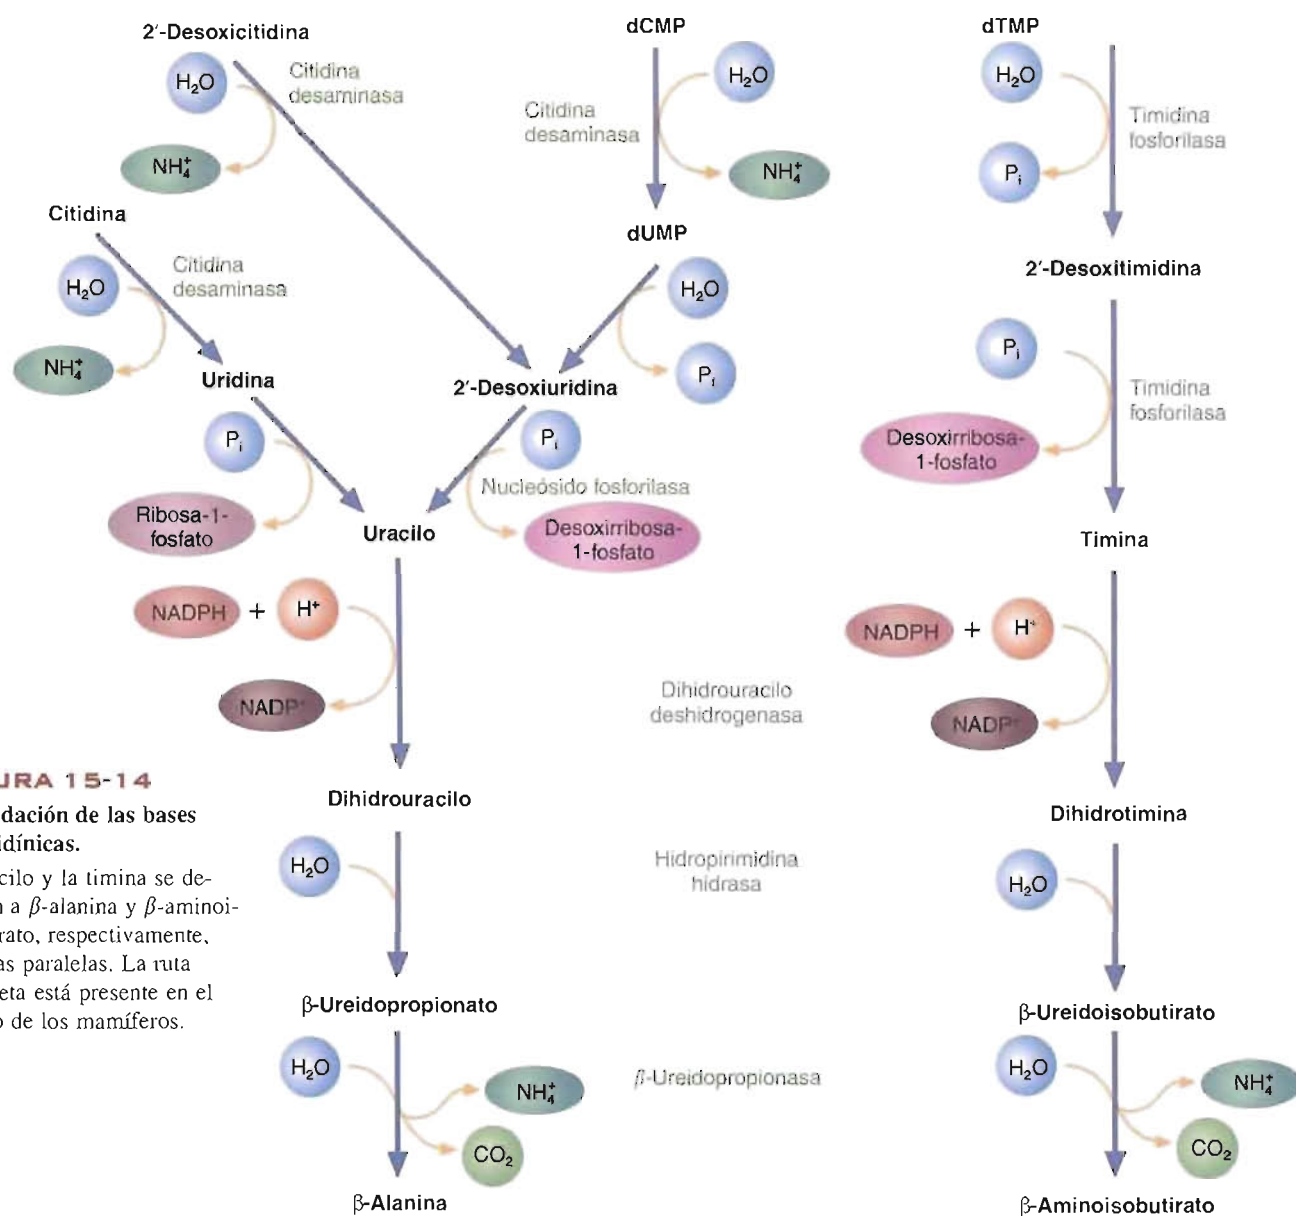 2′-Desoxicitidina
H₂O
Citidina
desaminasa
NH₄⁺
Citidina
H₂O
Citidina
desaminasa
NH₄⁺
Uridina
dCMP
H₂O
Citidina
desaminasa
NH₄⁺
dUMP
H₂O
Pᵢ
2′-Desoxiuridina
Pᵢ
Ribosa-1-
fosfato
Pᵢ
Nucleósido fosforilasa
Desoxirribosa-
1-fosfato
Uracilo
NADPH + H⁺
NADP⁺
Dihidrouracilo
H₂O
β-Ureidopropionato
H₂O
NH₄⁺
CO₂
β-Alanina
Dihidrouracilo
deshidrogenasa
Hidropirimidina
hidrasa
β-Ureidopropionasa
dTMP
H₂O
Timidina
fosforilasa
Pᵢ
2′-Desoxitimidina
Pᵢ
Timidina
fosforilasa
Desoxirribosa-
1-fosfato
Timina
NADPH + H⁺
NADP⁺
Dihidrotimina
H₂O
β-Ureidoisobutirato
H₂O
NH₄⁺
CO₂
β-Aminoisobutirato
URA 15-14
dación de las bases
idínicas.
cilo y la timina se de-
n a β-alanina y β-aminoi-
rato, respectivamente,
as paralelas. La ruta
eta está presente en el
o de los mamíferos.